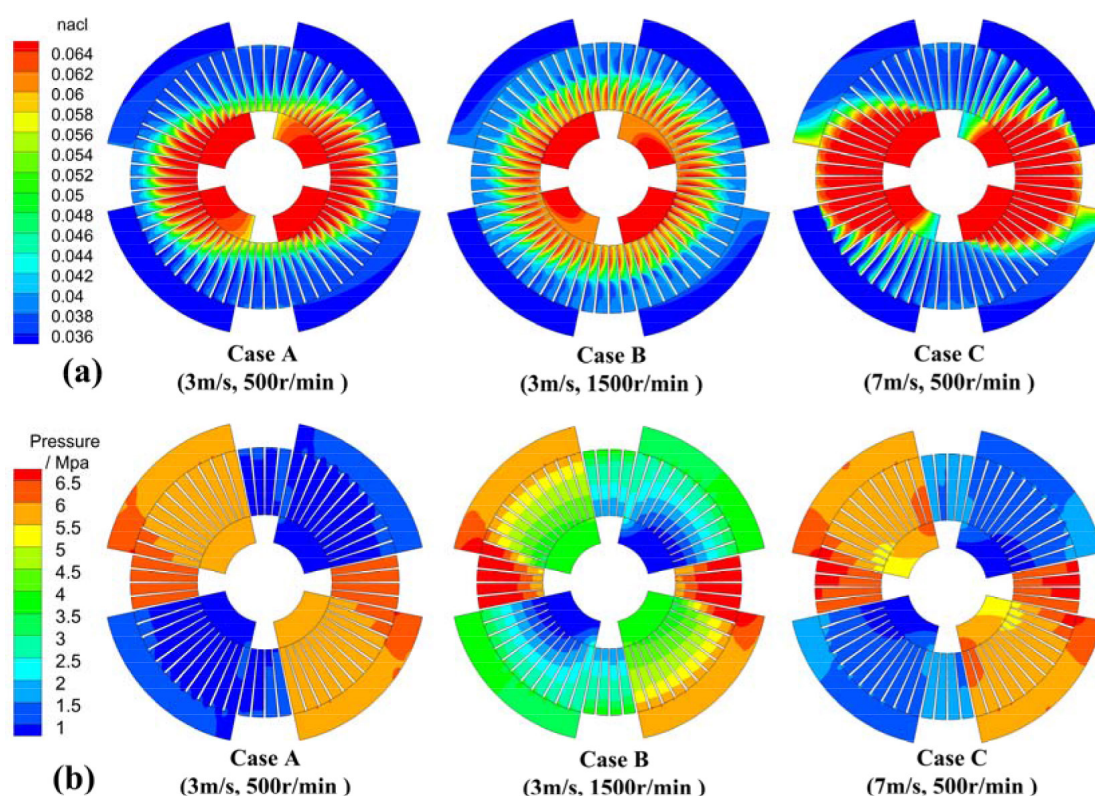 nacl
0.064
0.062
0.06
0.058
0.056
0.054
0.052
0.05
0.048
0.046
0.044
0.042
0.04
0.038
0.036
(a)
Case A
(3m/s, 500r/min )
Case B
(3m/s, 1500r/min )
Case C
(7m/s, 500r/min )
Pressure
/ Mpa
6.5
6
5.5
5
4.5
4
3.5
3
2.5
2
1.5
1
(b)
Case A
(3m/s, 500r/min )
Case B
(3m/s, 1500r/min )
Case C
(7m/s, 500r/min )